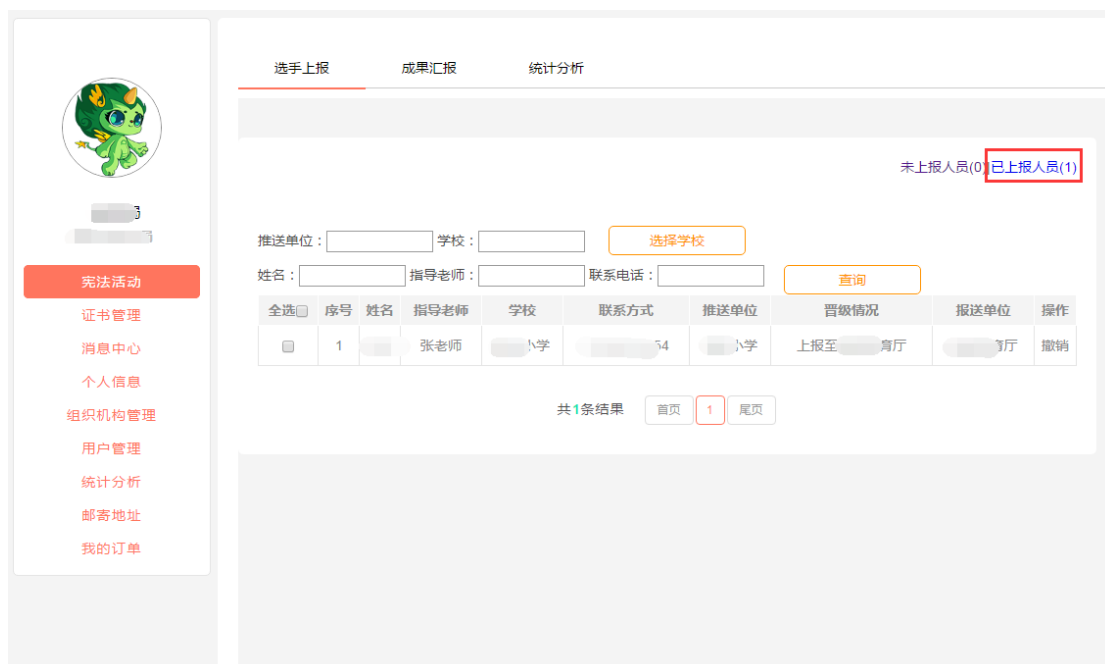 选手上报 成果汇报 统计分析
未上报人员(0) 已上报人员(1)
推送单位： 学校： 选择学校
姓名： 指导老师： 联系电话： 查询
全选 序号 姓名 指导老师 学校 联系方式 推送单位 晋级情况 报送单位 操作
1 张老师 小学 54 小学 上报至 育厅 育厅 撤销
共1条结果 首页 1 尾页
局
宪法活动
证书管理
消息中心
个人信息
组织机构管理
用户管理
统计分析
邮寄地址
我的订单